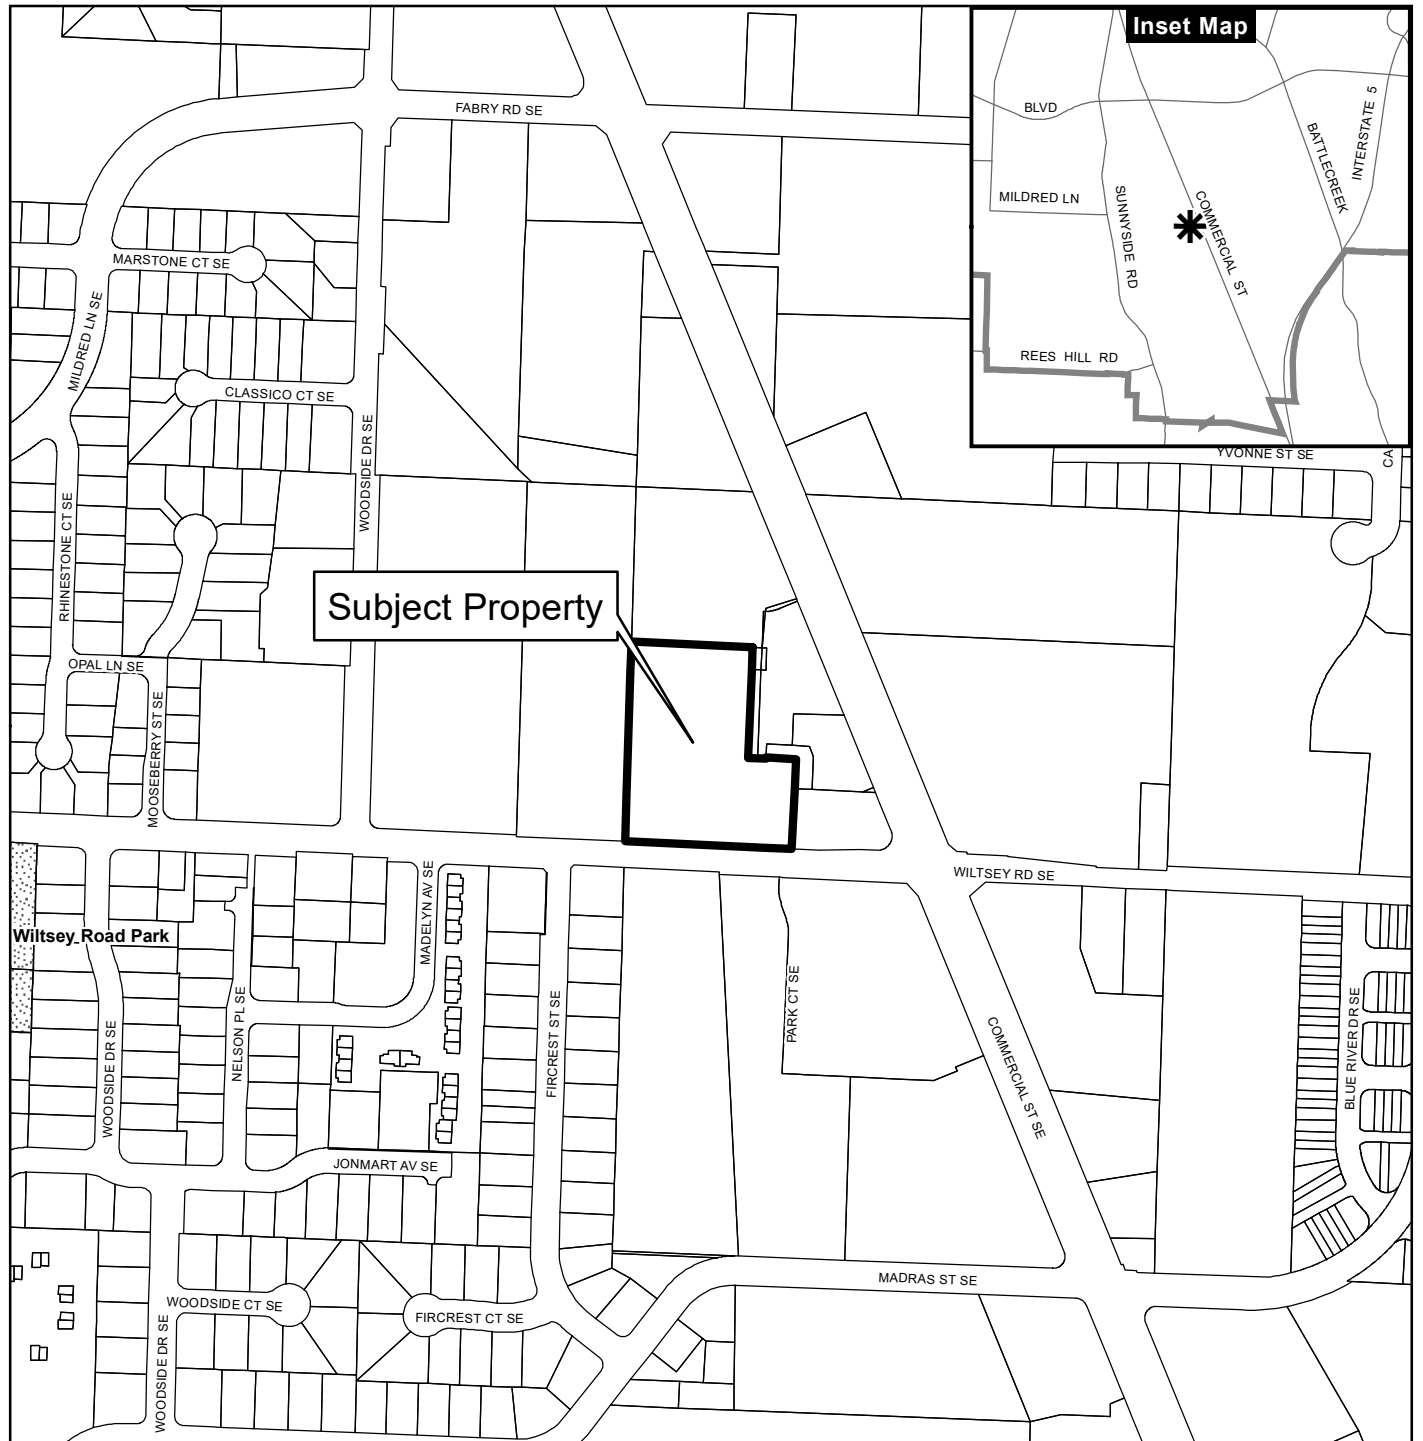 Inset Map
FABRY RD SE
BLVD
BATTLECREEK
INTERSTATE 5
MILDRED LN
SUNNYSIDE RD
COMMERCIAL ST
REES HILL RD
MARSTONE CT SE
MILDRED LN SE
CLASSICO CT SE
WOODSIDE DR SE
YVONNE ST SE
CA
RHINESTONE CT SE
Subject Property
OPAL LN SE
MOOSEBERRY ST SE
WILTSEY RD SE
MADELYN AV SE
Wiltsey Road Park
NELSON PL SE
WOODSIDE DR SE
FIRCREST ST SE
PARK CT SE
COMMERCIAL ST SE
BLUE RIVER DR SE
JONMART AV SE
MADRAS ST SE
WOODSIDE CT SE
FIRCREST CT SE
WOODSIDE DR SE